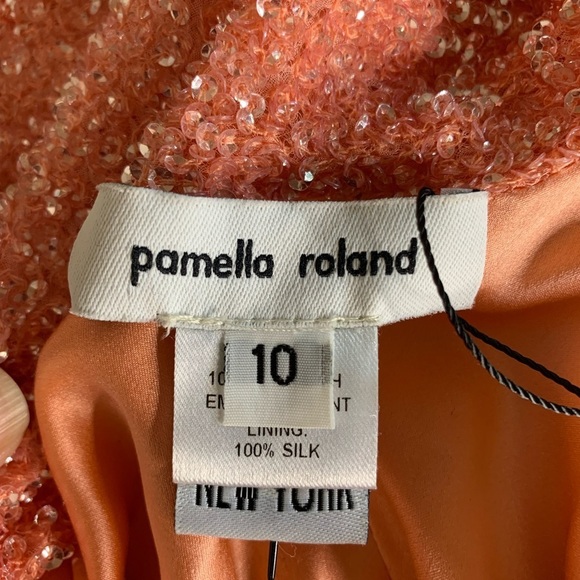 pamella roland
10
LINING:
100% SILK
NEW YORK